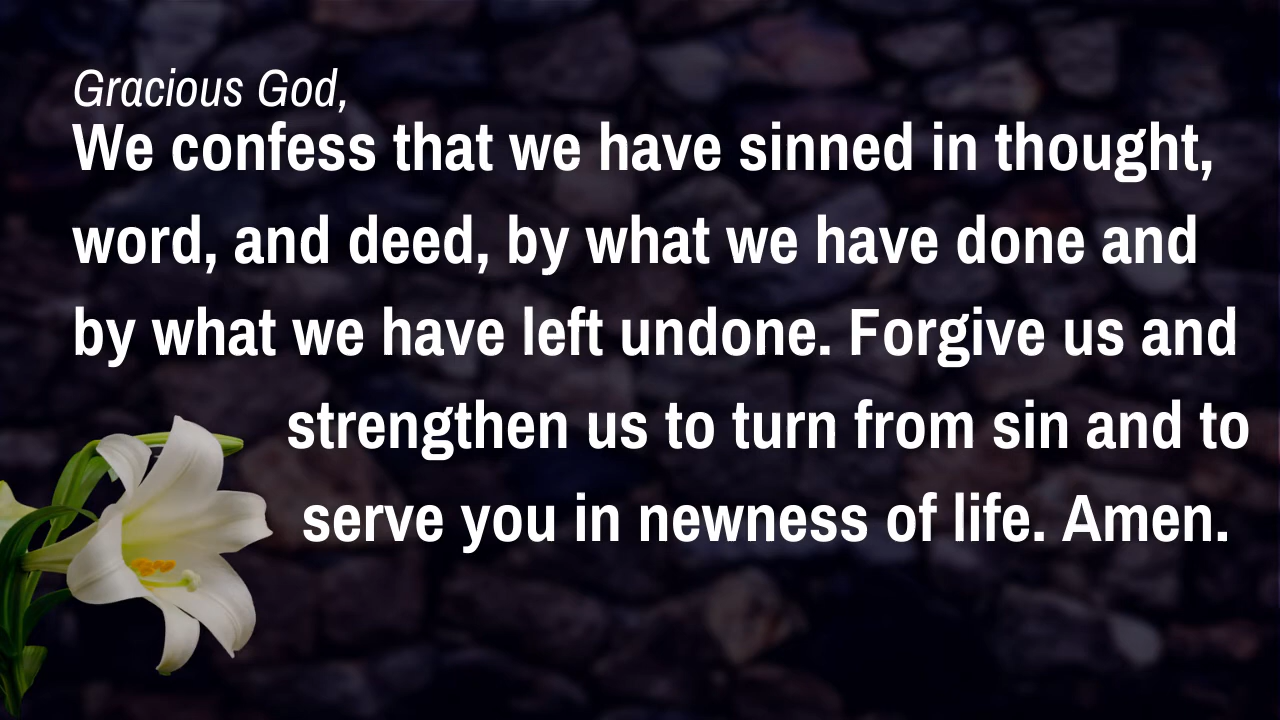 Gracious God,
We confess that we have sinned in thought,
word, and deed, by what we have done and
by what we have left undone. Forgive us and
strengthen us to turn from sin and to
serve you in newness of life. Amen.